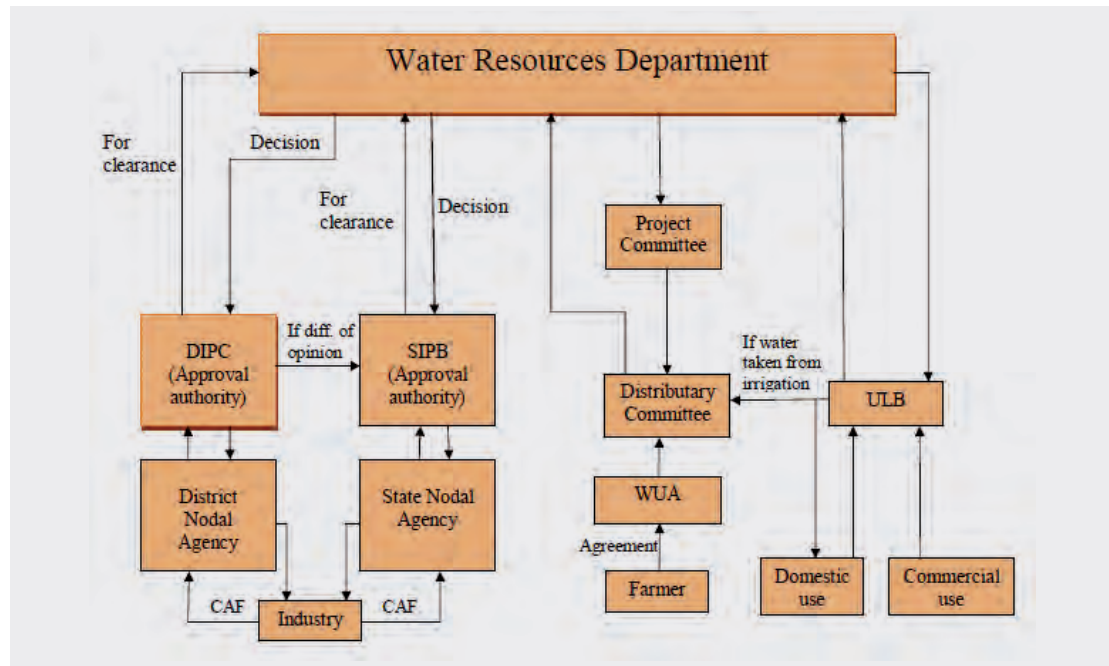 Water Resources Department
For
clearance
Decision
For
clearance
Decision
Project
Committee
DIPC
(Approval
authority)
If diff. of
opinion
SIPB
(Approval
authority)
Distributary
Committee
If water
taken from
irrigation
ULB
District
Nodal
Agency
State Nodal
Agency
WUA
Agreement
Farmer
Domestic
use
Commercial
use
CAF
Industry
CAF